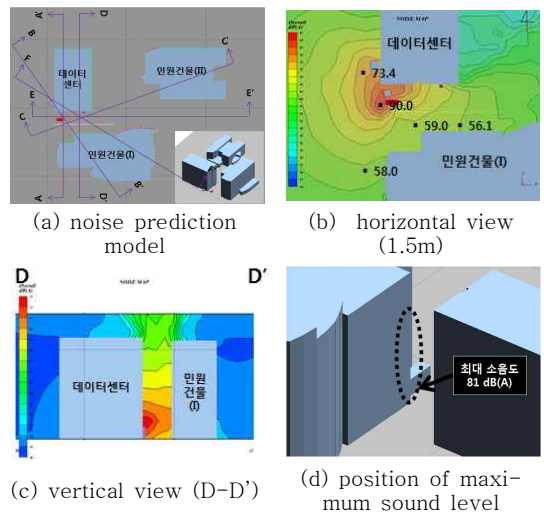 A'
D
B
C'
F
데이터
센터
민원건물(II)
E
E'
C
민원건물(I)
A
D'
B'
(a) noise prediction
model
NOISE MAP
데이터센터
73.4
90.0
59.0
56.1
58.0
민원건물(I)
(b) horizontal view
(1.5m)
D
D'
NOISE MAP
데이터센터
민원
건물
(I)
(c) vertical view (D-D')
최대 소음도
81 dB(A)
(d) position of maxi-
mum sound level